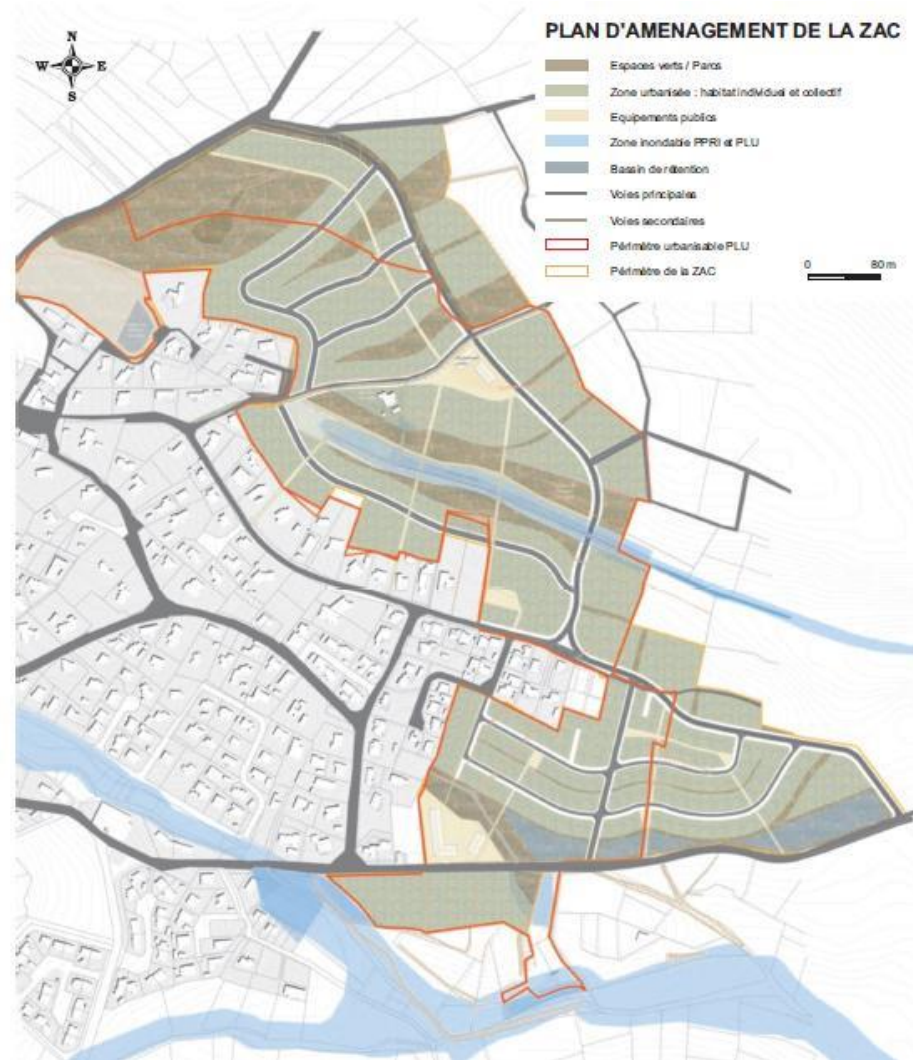 PLAN D'AMENAGEMENT DE LA ZAC
N
W E
S
Espaces verts / Parcs
Zone urbanisée : habitat individuel et collectif
Equipements publics
Zone inondable PPRI et PLU
Bassin de rétention
Voies principales
Voies secondaires
Périmètre urbanisable PLU
Périmètre de la ZAC
0 80 m